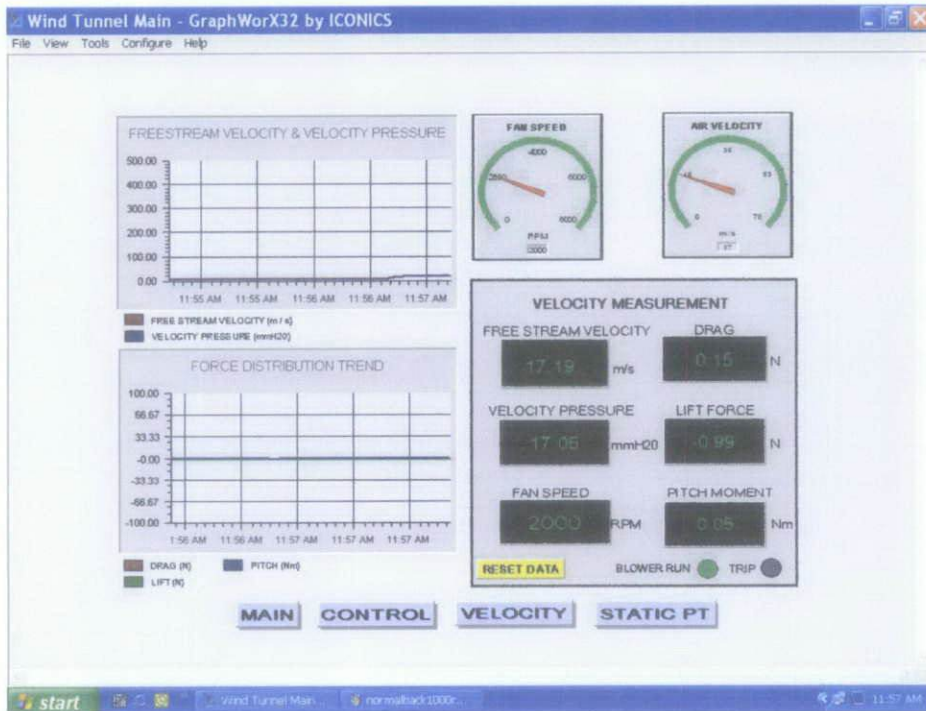 Wind Tunnel Main - GraphWorX32 by ICONICS
File View Tools Configure Help
FREESTREAM VELOCITY & VELOCITY PRESSURE
500.00
400.00
300.00
200.00
100.00
0.00
11:55 AM 11:55 AM 11:56 AM 11:56 AM 11:57 AM
FREE STREAM VELOCITY (m / s)
VELOCITY PRESSURE (mmH20)
FORCE DISTRIBUTION TREND
100.00
66.67
33.33
-0.00
-33.33
-66.67
-100.00
1:56 AM 11:56 AM 11:57 AM 11:57 AM 11:57 AM
DRAG (N) PITCH (Nm)
LIFT (N)
FAN SPEED
4000
2000 6000
0 8000
RPM
2000
AIR VELOCITY
35
0 70
m/s
17
VELOCITY MEASUREMENT
FREE STREAM VELOCITY DRAG
17.19 m/s 0.15 N
VELOCITY PRESSURE LIFT FORCE
17.05 mmH20 -0.99 N
FAN SPEED PITCH MOMENT
2000 RPM 0.05 Nm
RESET DATA BLOWER RUN TRIP
MAIN CONTROL VELOCITY STATIC PT
start Wind Tunnel Main... normalback1000r... 11:57 AM